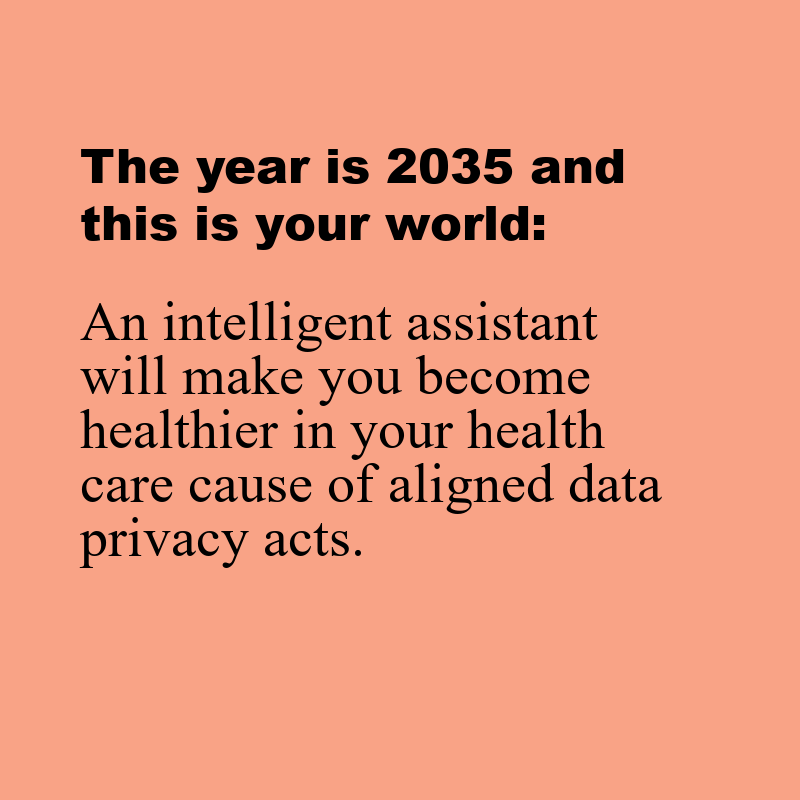 The year is 2035 and
this is your world:
An intelligent assistant
will make you become
healthier in your health
care cause of aligned data
privacy acts.